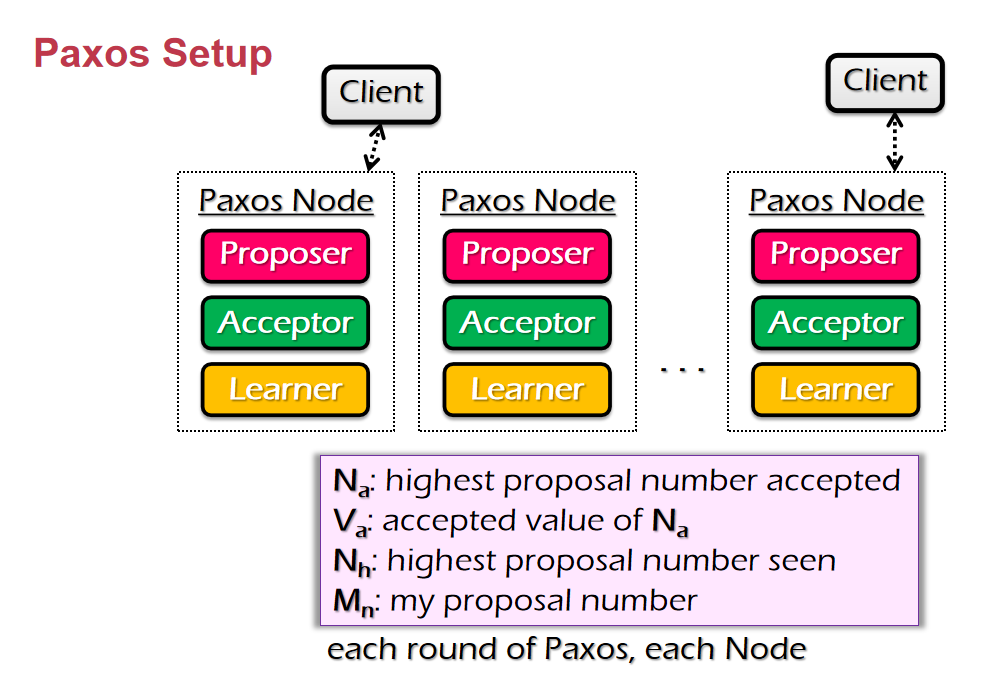 Paxos Setup
Client
Client
Paxos Node
Proposer
Acceptor
Learner
Paxos Node
Proposer
Acceptor
Learner
. . .
Paxos Node
Proposer
Acceptor
Learner
Na: highest proposal number accepted
Va: accepted value of Na
Nh: highest proposal number seen
Mn: my proposal number
each round of Paxos, each Node